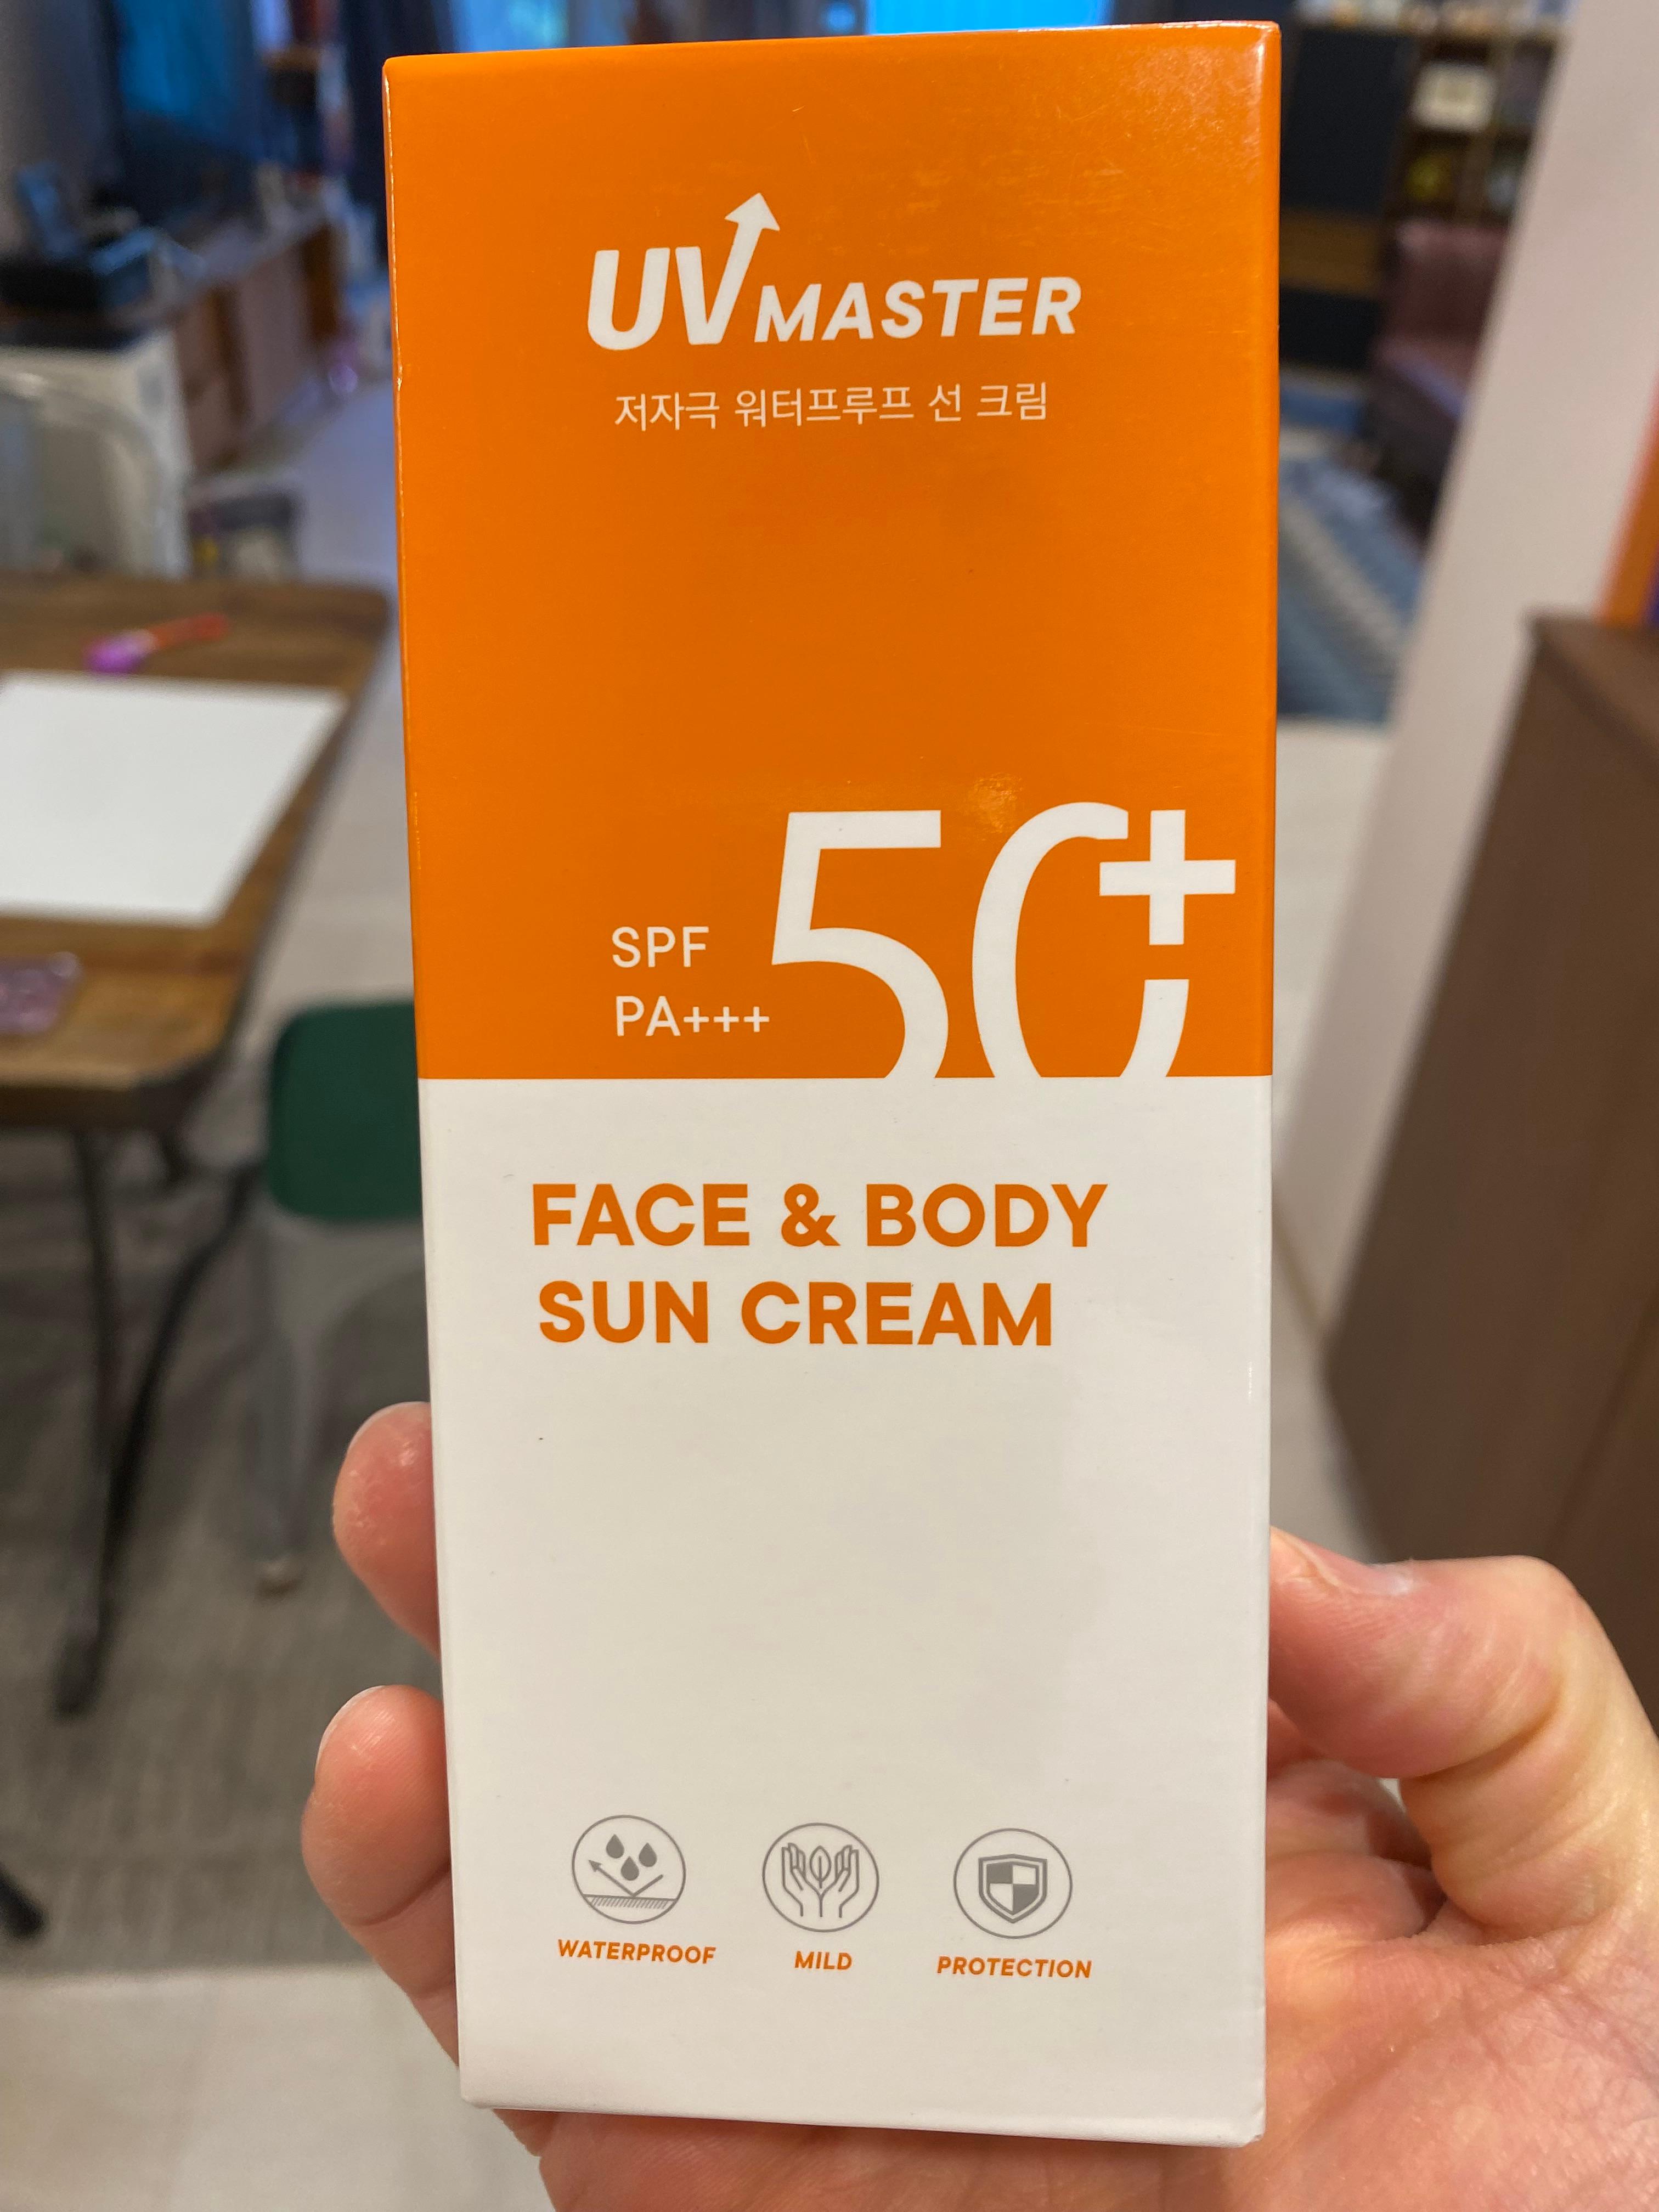 UV MASTER
저자극 워터프루프 선 크림
SPF 50+
PA+++
FACE & BODY
SUN CREAM
WATERPROOF
MILD
PROTECTION